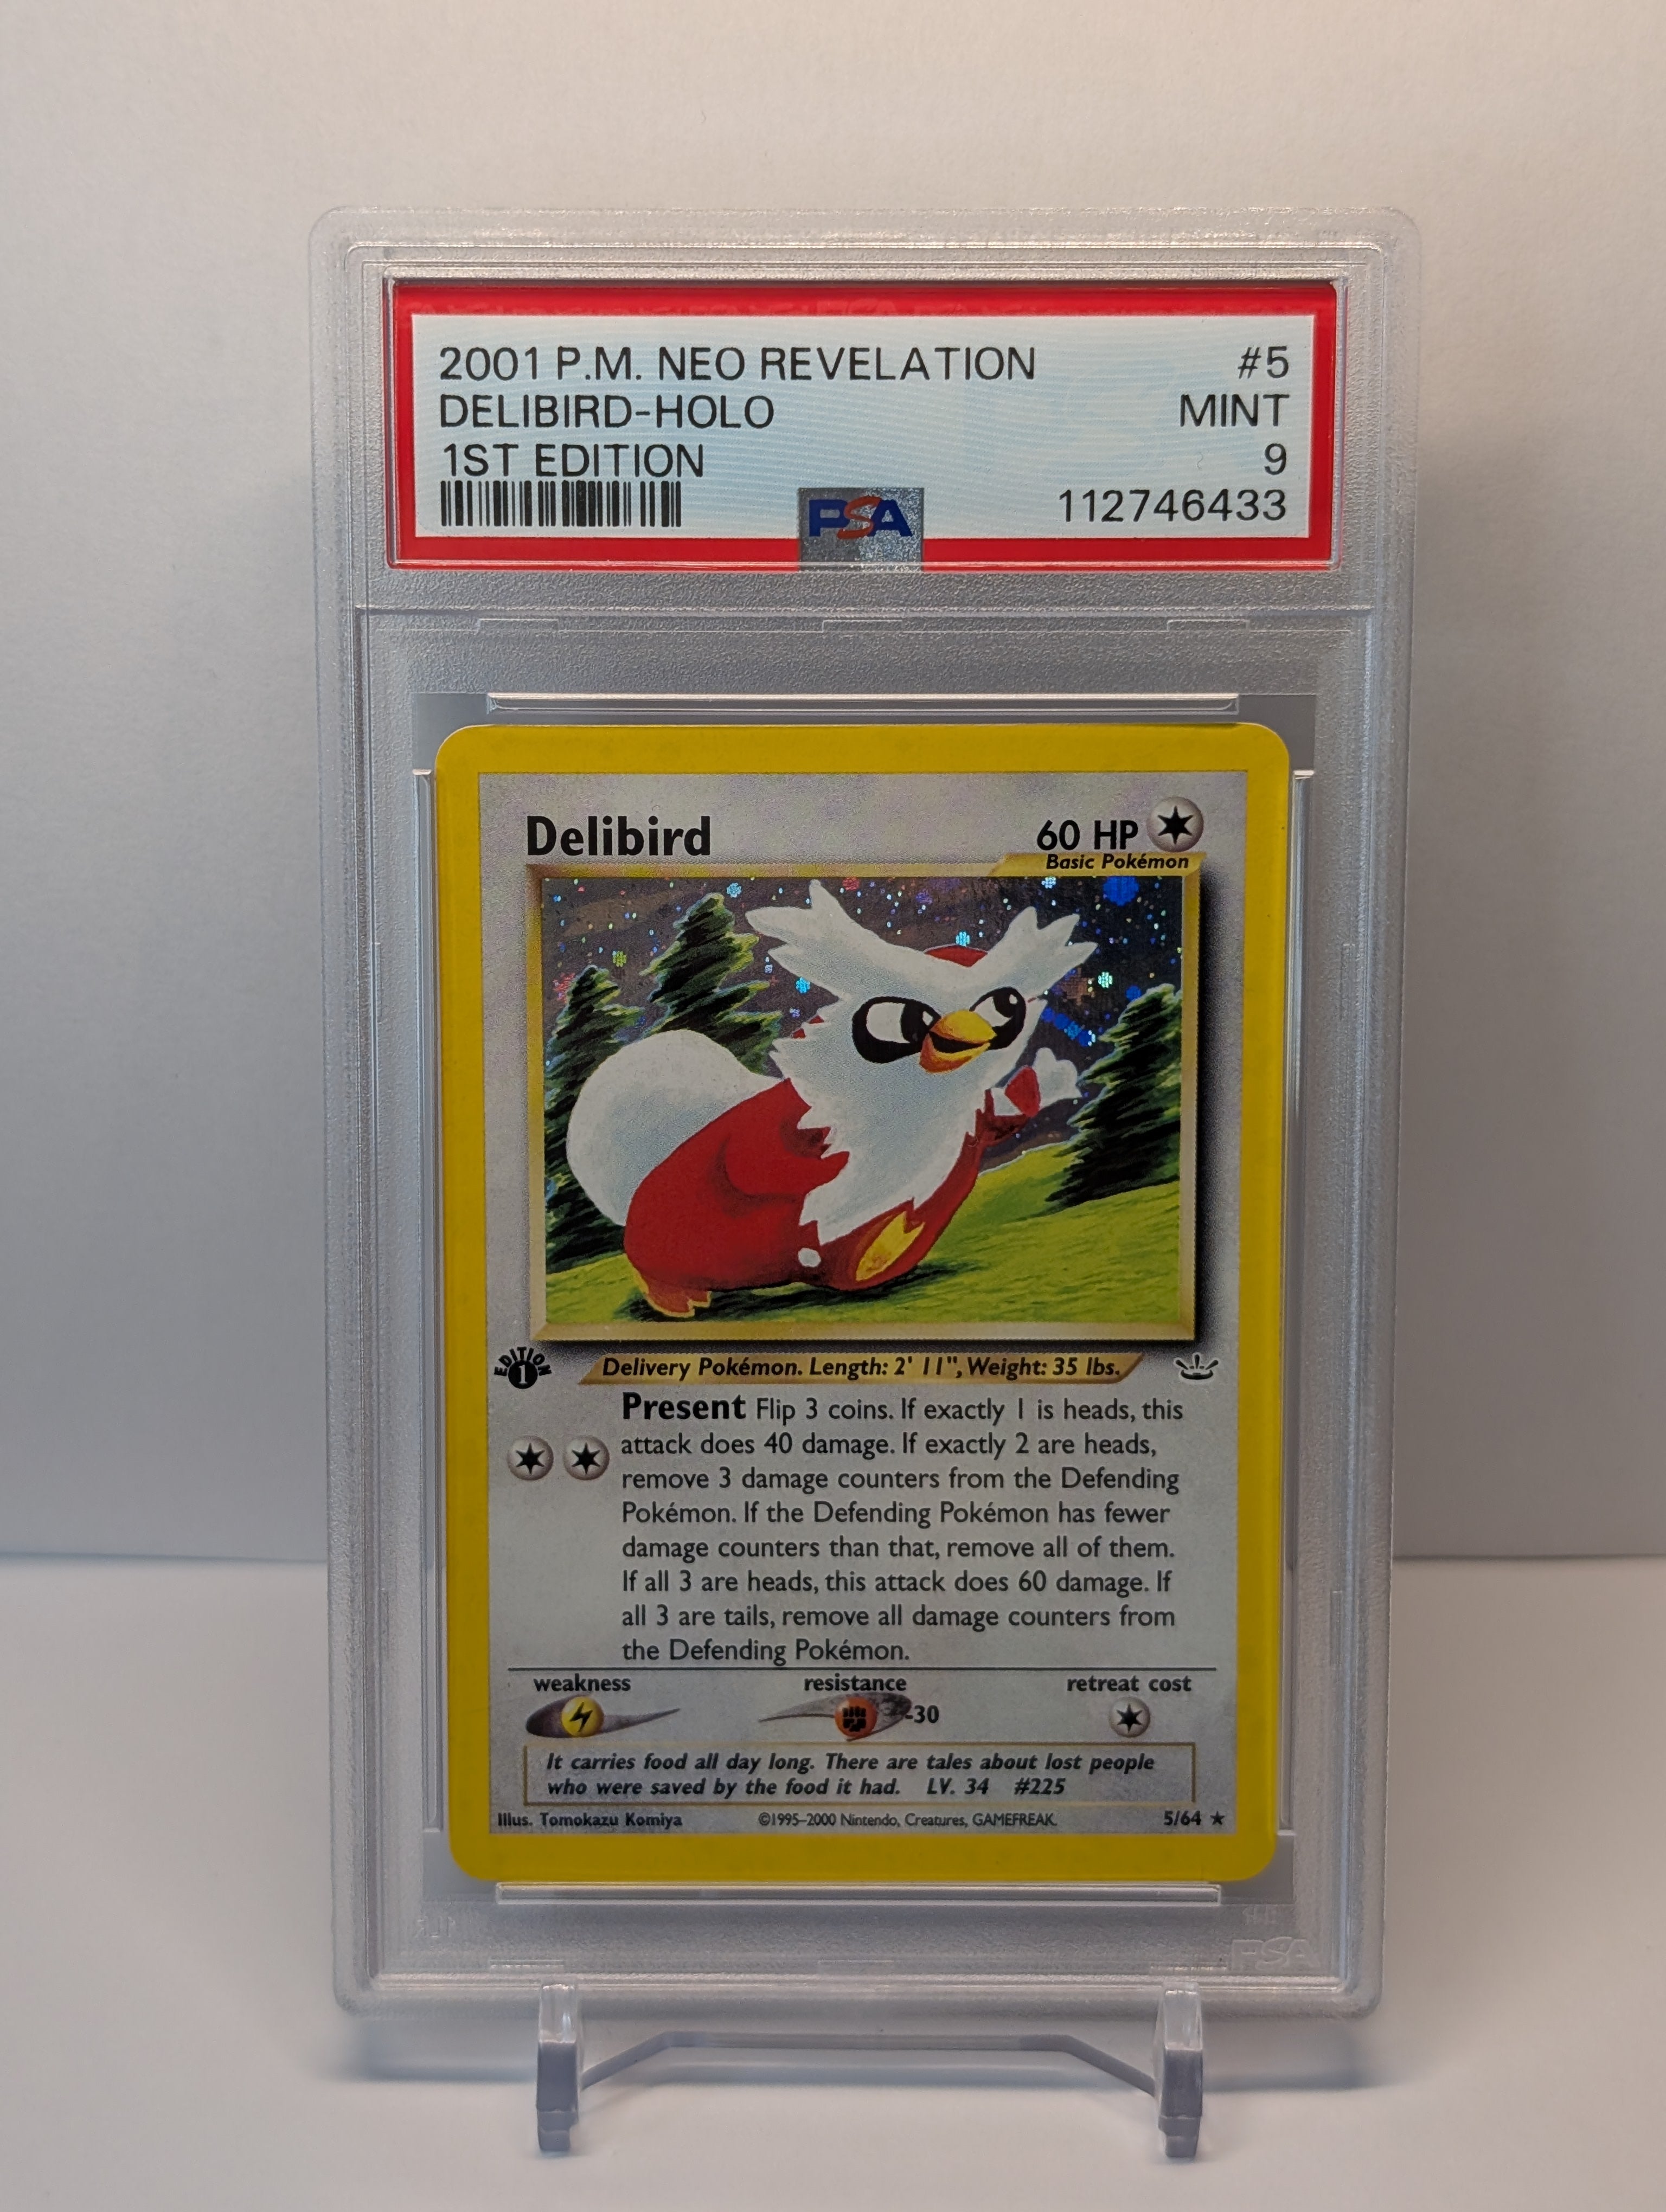 2001 P.M. NEO REVELATION #5
DELIBIRD-HOLO MINT
1ST EDITION 9
PSA 112746433
Delibird 60 HP
Basic Pokémon
EDITION 1
Delivery Pokémon. Length: 2' 11", Weight: 35 lbs.
Present Flip 3 coins. If exactly 1 is heads, this
attack does 40 damage. If exactly 2 are heads,
remove 3 damage counters from the Defending
Pokémon. If the Defending Pokémon has fewer
damage counters than that, remove all of them.
If all 3 are heads, this attack does 60 damage. If
all 3 are tails, remove all damage counters from
the Defending Pokémon.
weakness resistance retreat cost
-30
It carries food all day long. There are tales about lost people
who were saved by the food it had. LV. 34 #225
Illus. Tomokazu Komiya ©1995-2000 Nintendo, Creatures, GAMEFREAK. 5/64 ★
PSA